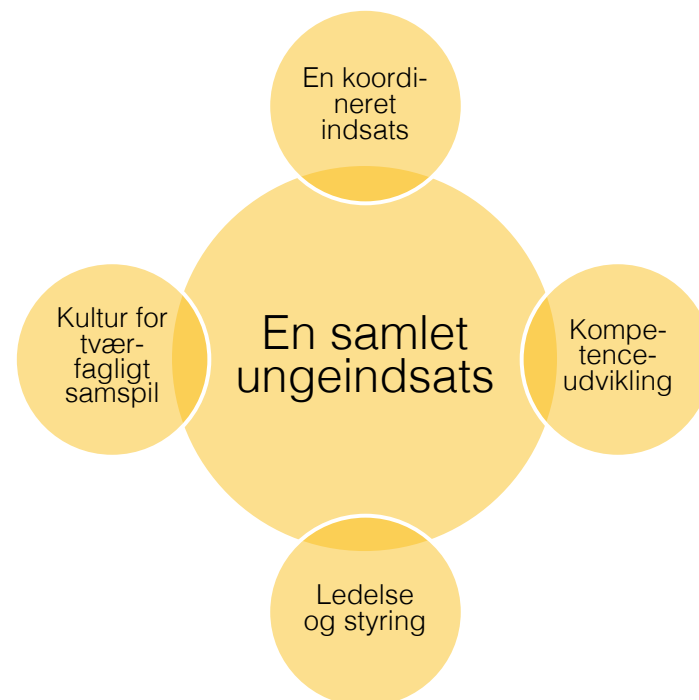 En koordi-
neret
indsats
Kultur for
tvær-
fagligt
samspil
En samlet
ungeindsats
Kompe-
tence-
udvikling
Ledelse
og styring